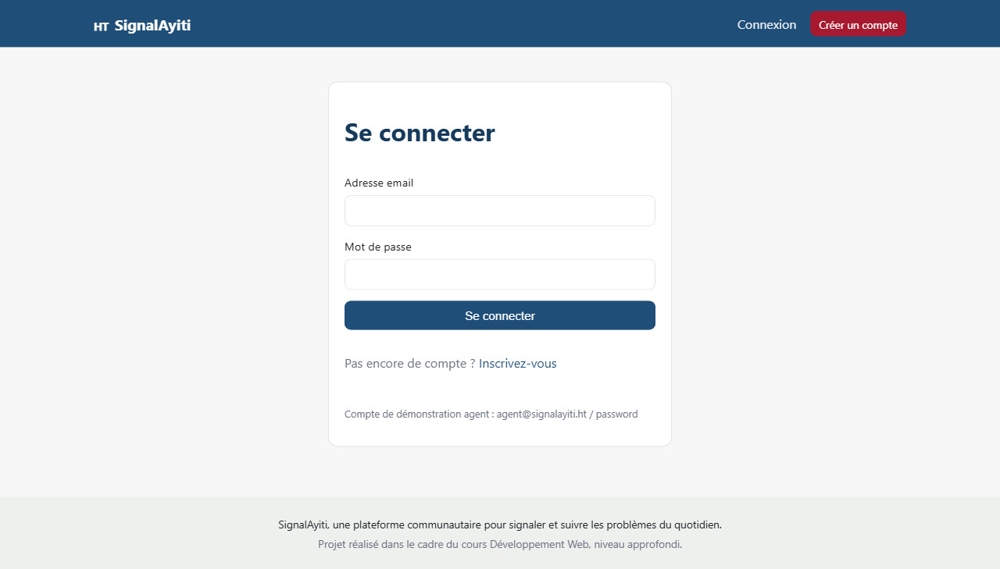 HT SignalAyiti
Connexion
Créer un compte
Se connecter
Adresse email
Mot de passe
Se connecter
Pas encore de compte ? Inscrivez-vous
Compte de démonstration agent : agent@signalayiti.ht / password
SignalAyiti, une plateforme communautaire pour signaler et suivre les problèmes du quotidien.
Projet réalisé dans le cadre du cours Développement Web, niveau approfondi.